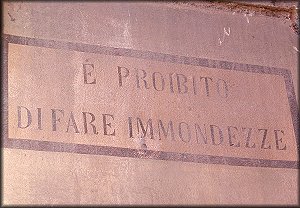 É PROIBITO
DI FARE IMMONDEZZE